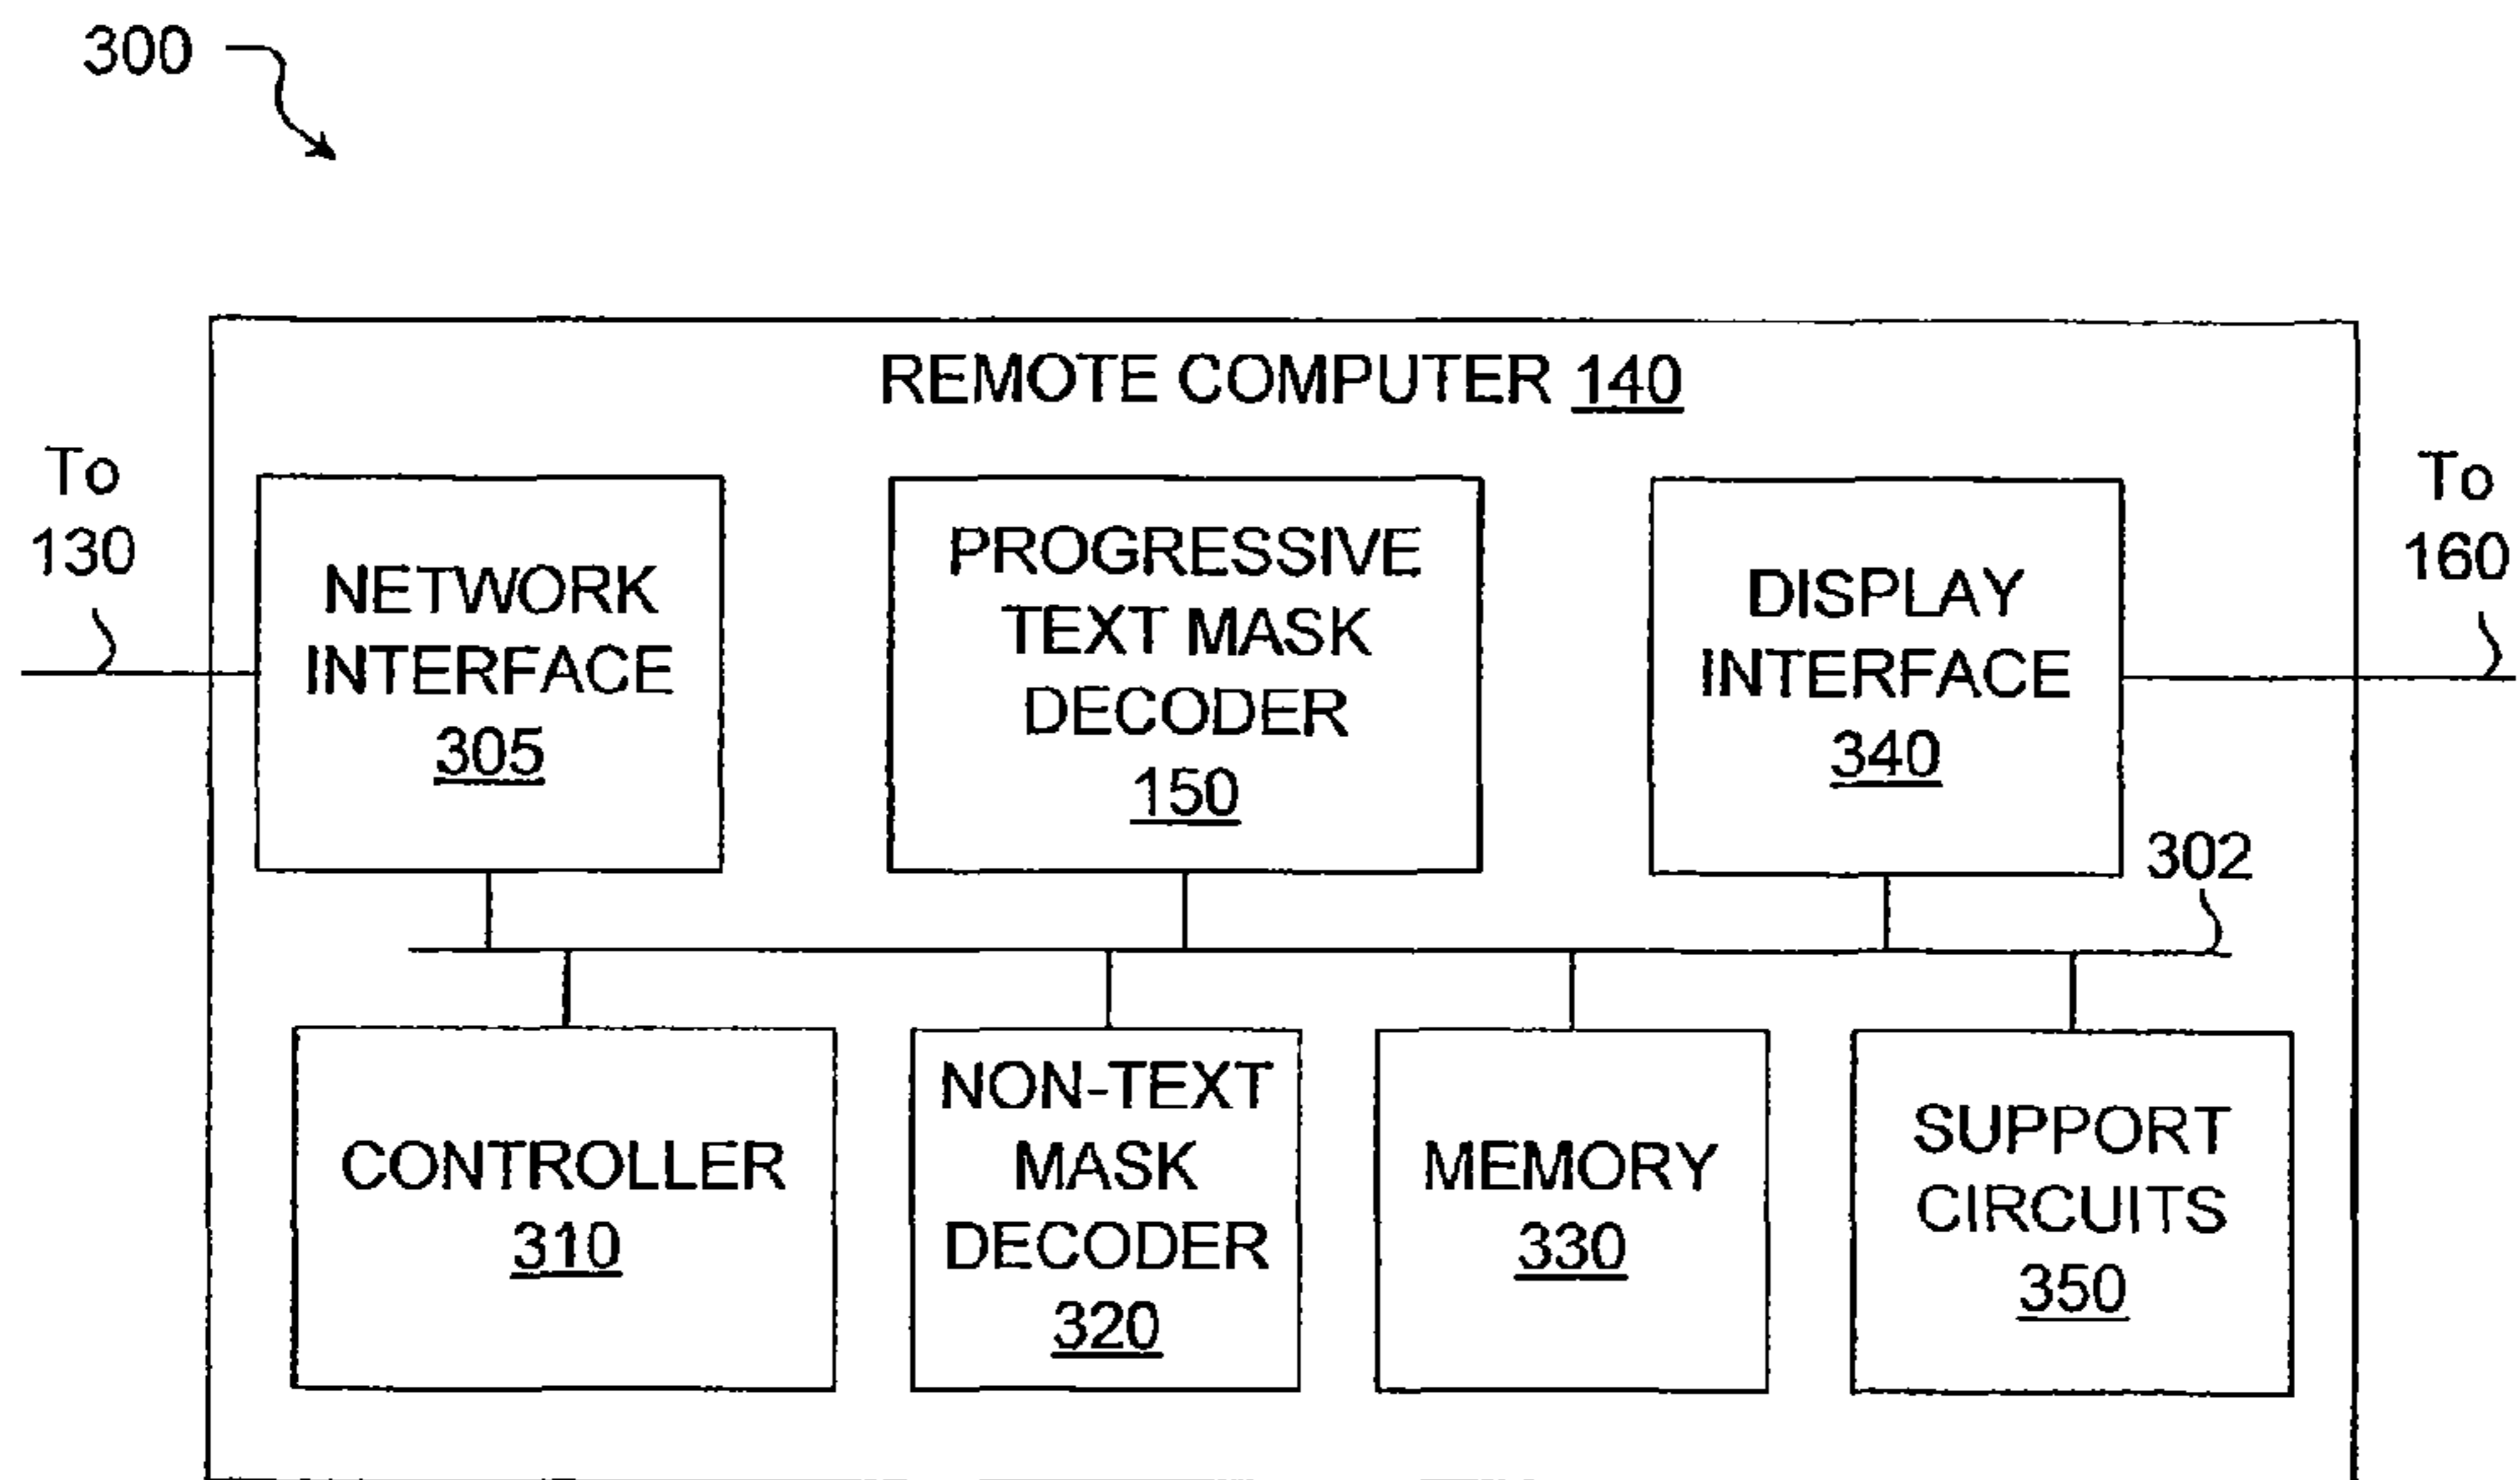 300
REMOTE COMPUTER 140
To
130
NETWORK
INTERFACE
305
PROGRESSIVE
TEXT MASK
DECODER
150
DISPLAY
INTERFACE
340
To
160
302
CONTROLLER
310
NON-TEXT
MASK
DECODER
320
MEMORY
330
SUPPORT
CIRCUITS
350